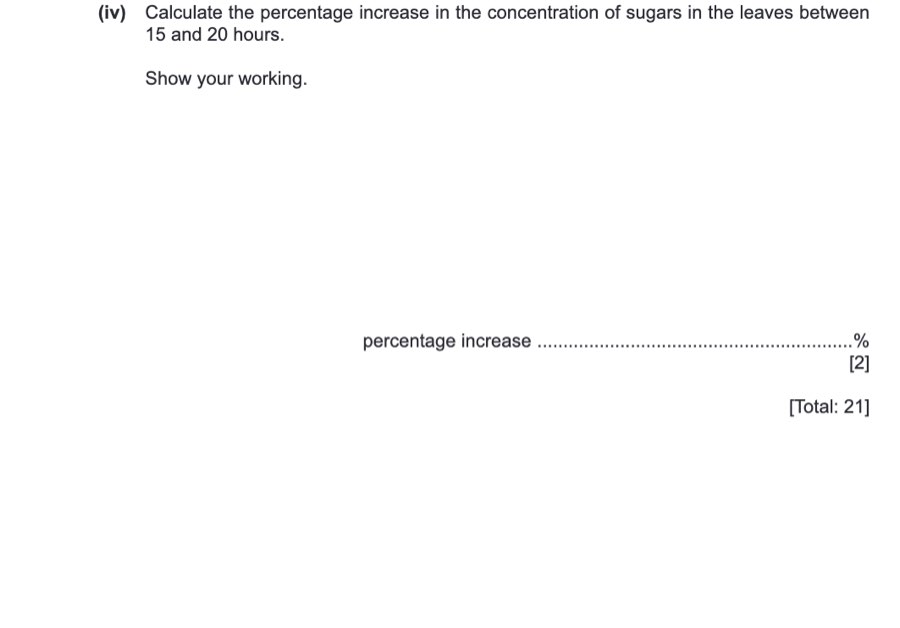 (iv) Calculate the percentage increase in the concentration of sugars in the leaves between
15 and 20 hours.
Show your working.
percentage increase ..............................................................%
[2]
[Total: 21]